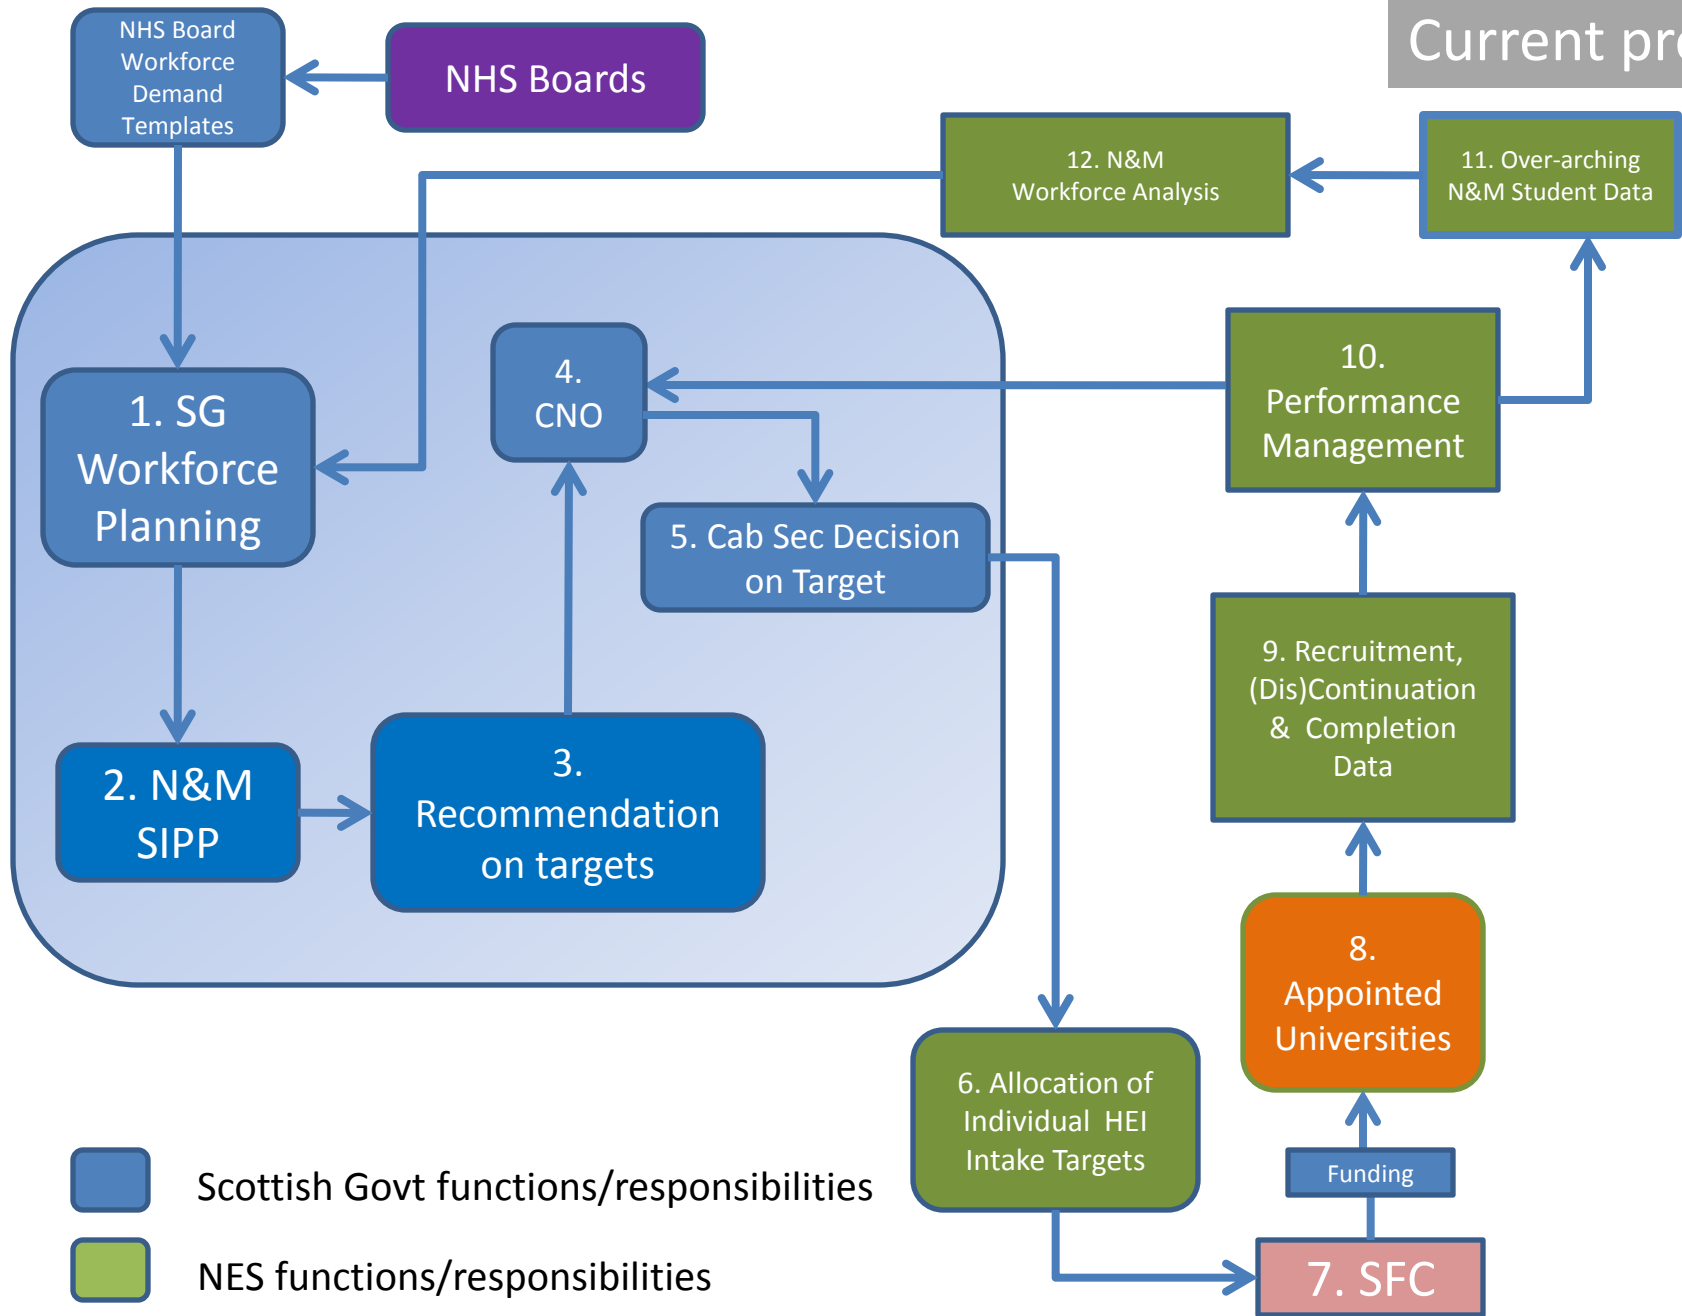 NHS Board
Workforce
Demand
Templates
NHS Boards
Current pro
12. N&M
Workforce Analysis
11. Over-arching
N&M Student Data
1. SG
Workforce
Planning
4.
CNO
10.
Performance
Management
5. Cab Sec Decision
on Target
2. N&M
SIPP
3.
Recommendation
on targets
9. Recruitment,
(Dis)Continuation
& Completion
Data
8.
Appointed
Universities
6. Allocation of
Individual HEI
Intake Targets
Funding
7. SFC
Scottish Govt functions/responsibilities
NES functions/responsibilities